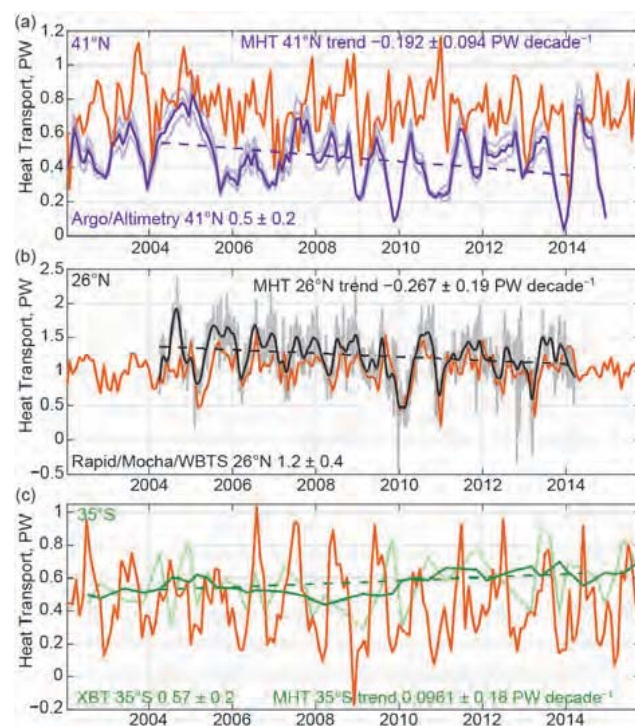 (a)
41°N MHT 41°N trend −0.192 ± 0.094 PW decade⁻¹
Heat Transport, PW
1.2
1
0.8
0.6
0.4
0.2
0
Argo/Altimetry 41°N 0.5 ± 0.2
2004 2006 2008 2010 2012 2014
(b)
26°N MHT 26°N trend −0.267 ± 0.19 PW decade⁻¹
Heat Transport, PW
2.5
2
1.5
1
0.5
0
−0.5
Rapid/Mocha/WBTS 26°N 1.2 ± 0.4
2004 2006 2008 2010 2012 2014
(c)
35°S
Heat Transport, PW
1
0.8
0.6
0.4
0.2
0
−0.2
XBT 35°S 0.57 ± 0.2 MHT 35°S trend 0.0961 ± 0.18 PW decade⁻¹
2004 2006 2008 2010 2012 2014